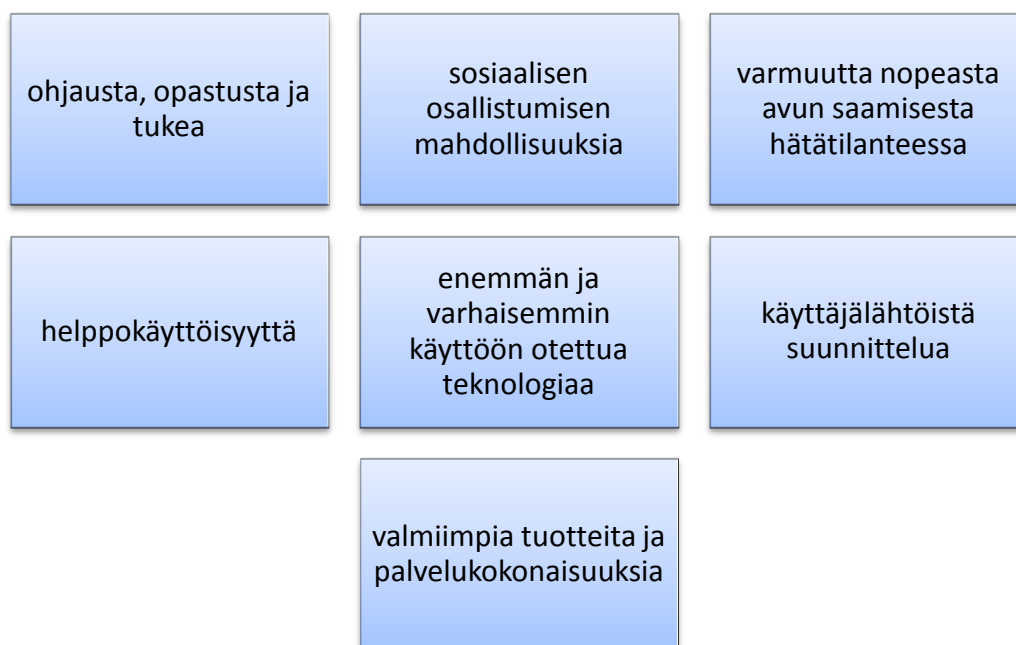 ohjausta, opastusta ja
tukea
sosiaalisen
osallistumisen
mahdollisuuksia
varmuutta nopeasta
avun saamisesta
hätätilanteessa
helppokäyttöisyyttä
enemmän ja
varhaisemmin
käyttöön otettua
teknologiaa
käyttäjälähtöistä
suunnittelua
valmiimpia tuotteita ja
palvelukokonaisuuksia